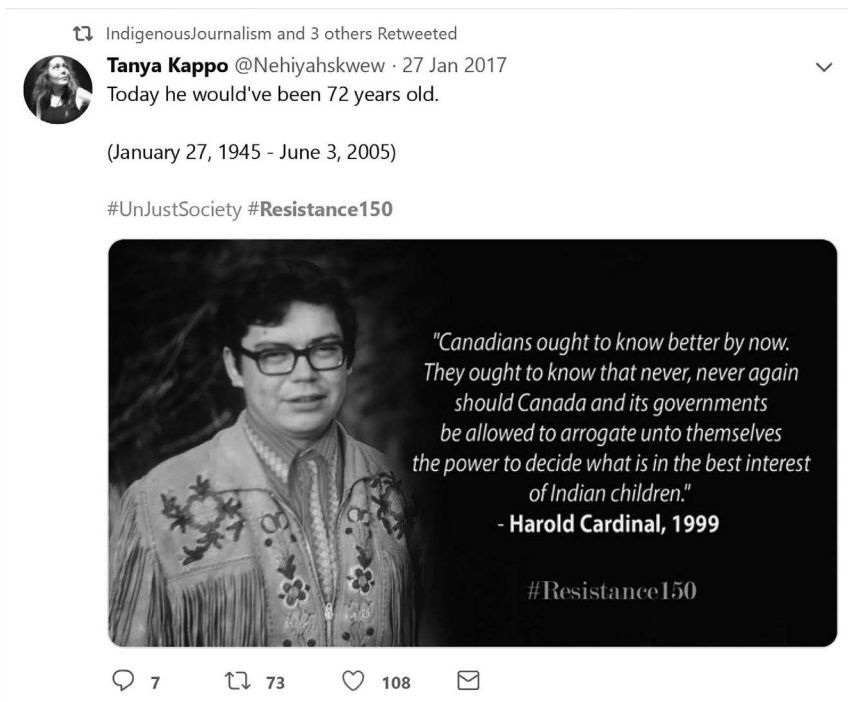 IndigenousJournalism and 3 others Retweeted
Tanya Kappo @Nehiyahskwew · 27 Jan 2017
Today he would've been 72 years old.
(January 27, 1945 - June 3, 2005)
#UnJustSociety #Resistance150
"Canadians ought to know better by now.
They ought to know that never, never again
should Canada and its governments
be allowed to arrogate unto themselves
the power to decide what is in the best interest
of Indian children."
- Harold Cardinal, 1999
#Resistance150
7 73 108